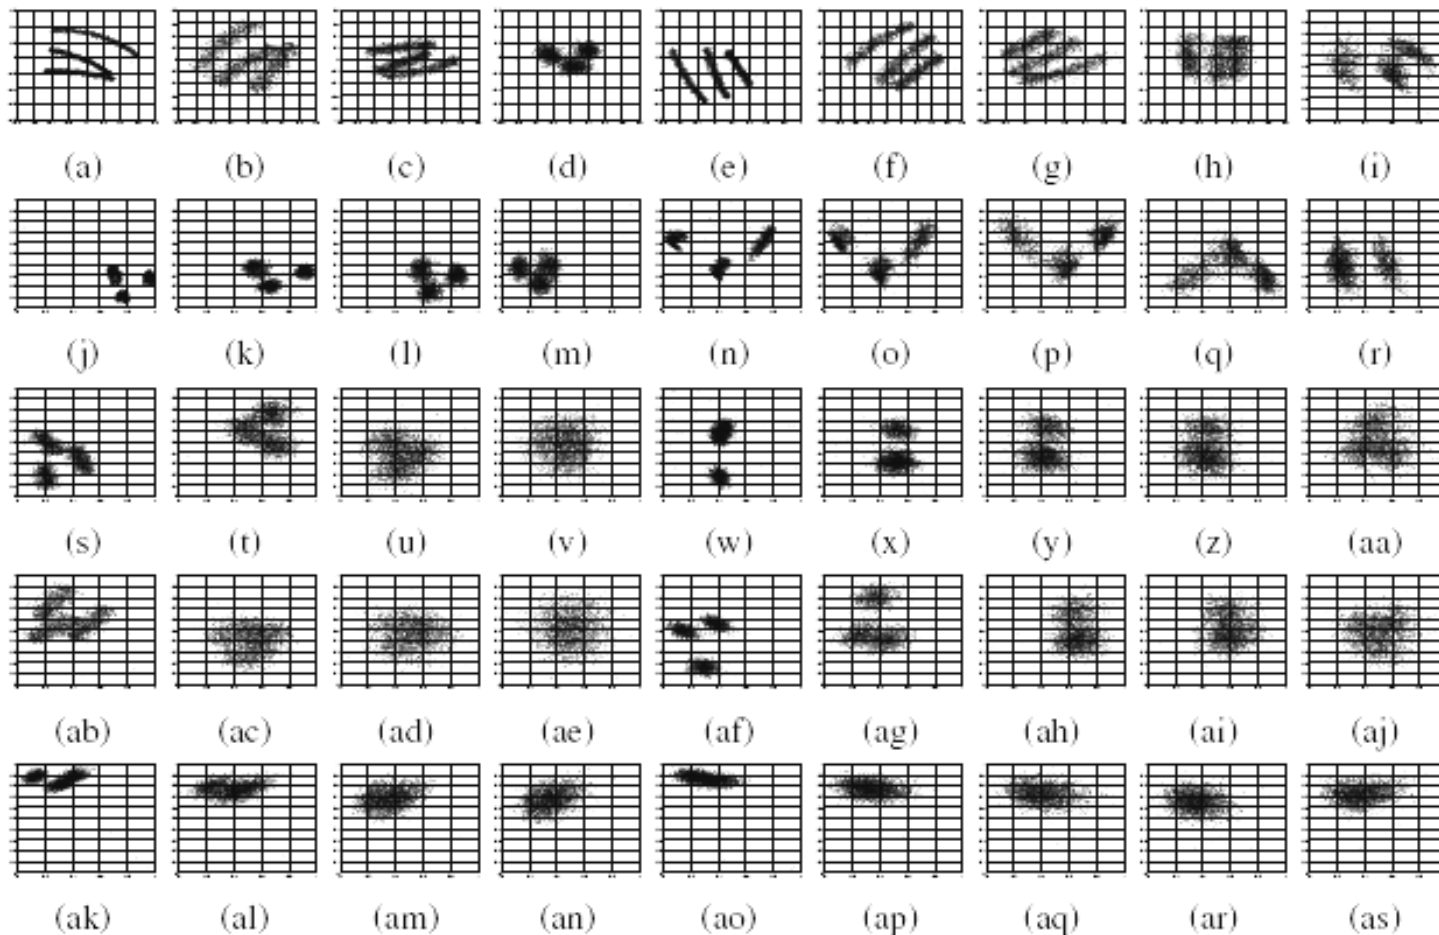 (a) (b) (c) (d) (e) (f) (g) (h) (i)
(j) (k) (l) (m) (n) (o) (p) (q) (r)
(s) (t) (u) (v) (w) (x) (y) (z) (aa)
(ab) (ac) (ad) (ae) (af) (ag) (ah) (ai) (aj)
(ak) (al) (am) (an) (ao) (ap) (aq) (ar) (as)